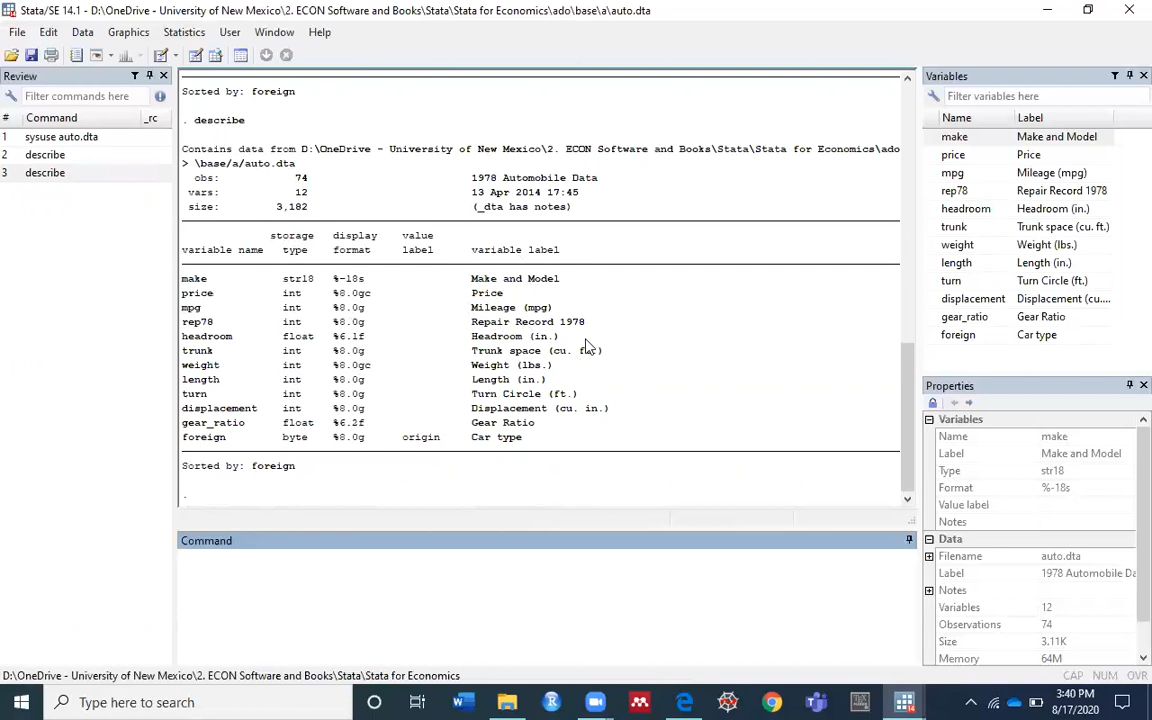 Stata/SE 14.1 - D:\OneDrive - University of New Mexico\2. ECON Software and Books\Stata\Stata for Economics\ado\base\a\auto.dta
File Edit Data Graphics Statistics User Window Help
Review
Filter commands here
# Command _rc
1 sysuse auto.dta
2 describe
3 describe
Sorted by: foreign
. describe
Contains data from D:\OneDrive - University of New Mexico\2. ECON Software and Books\Stata\Stata for Economics\ado
> \base/a/auto.dta
obs: 74 1978 Automobile Data
vars: 12 13 Apr 2014 17:45
size: 3,182 (_dta has notes)
storage display value
variable name type format label variable label
make str18 %-18s Make and Model
price int %8.0gc Price
mpg int %8.0g Mileage (mpg)
rep78 int %8.0g Repair Record 1978
headroom float %6.1f Headroom (in.)
trunk int %8.0g Trunk space (cu. )
weight int %8.0gc Weight (lbs.)
length int %8.0g Length (in.)
turn int %8.0g Turn Circle (ft.)
displacement int %8.0g Displacement (cu. in.)
gear_ratio float %6.2f Gear Ratio
foreign byte %8.0g origin Car type
Sorted by: foreign
.
Command
Variables
Filter variables here
Name Label
make Make and Model
price Price
mpg Mileage (mpg)
rep78 Repair Record 1978
headroom Headroom (in.)
trunk Trunk space (cu. ft.)
weight Weight (lbs.)
length Length (in.)
turn Turn Circle (ft.)
displacement Displacement (cu....
gear_ratio Gear Ratio
foreign Car type
Properties
Variables
Name make
Label Make and Model
Type str18
Format %-18s
Value label
Notes
Data
Filename auto.dta
Label 1978 Automobile Da
Notes
Variables 12
Observations 74
Size 3.11K
Memory 64M
D:\OneDrive - University of New Mexico\2. ECON Software and Books\Stata\Stata for Economics
CAP NUM OVR
Type here to search
3:40 PM
8/17/2020